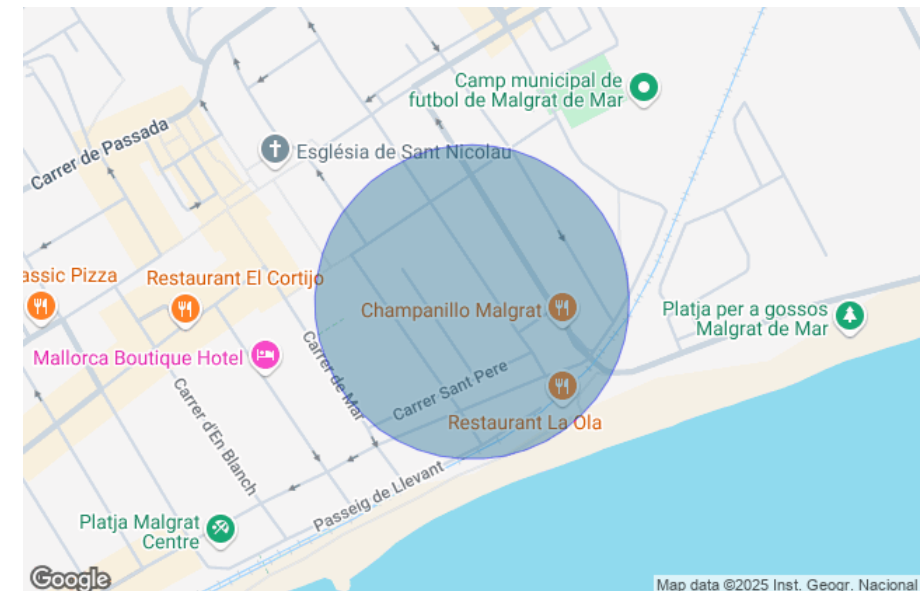 Camp municipal de
futbol de Malgrat de Mar
Carrer de Passada
Església de Sant Nicolau
assic Pizza
Restaurant El Cortijo
Champanillo Malgrat
Platja per a gossos
Malgrat de Mar
Mallorca Boutique Hotel
Carrer de Mar
Carrer Sant Pere
Carrer d'En Blanch
Restaurant La Ola
Passeig de Llevant
Platja Malgrat
Centre
Google
Map data ©2025 Inst. Geogr. Nacional